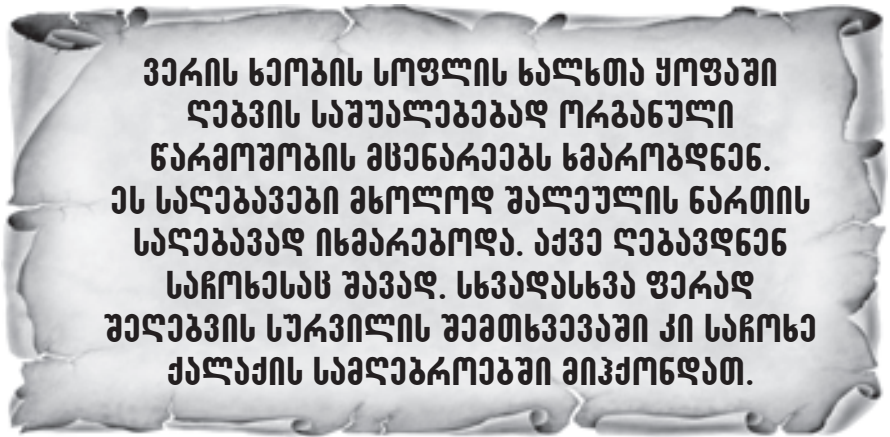 ვერის ხეობის სოფლის ხალხთა ყოფაში
ღებვის საშუალებებად ორგანული
წარმოშობის მცენარეებს ხმარობდნენ.
ეს საღებავები მხოლოდ შალეულის ნართის
საღებავად იხმარებოდა. აქვე ღებავდნენ
საჩოხესაც შავად. სხვადასხვა ფერად
შეღებვის სურვილის შემთხვევაში კი საჩოხე
ქალაქის სამღებროებში მიჰქონდათ.